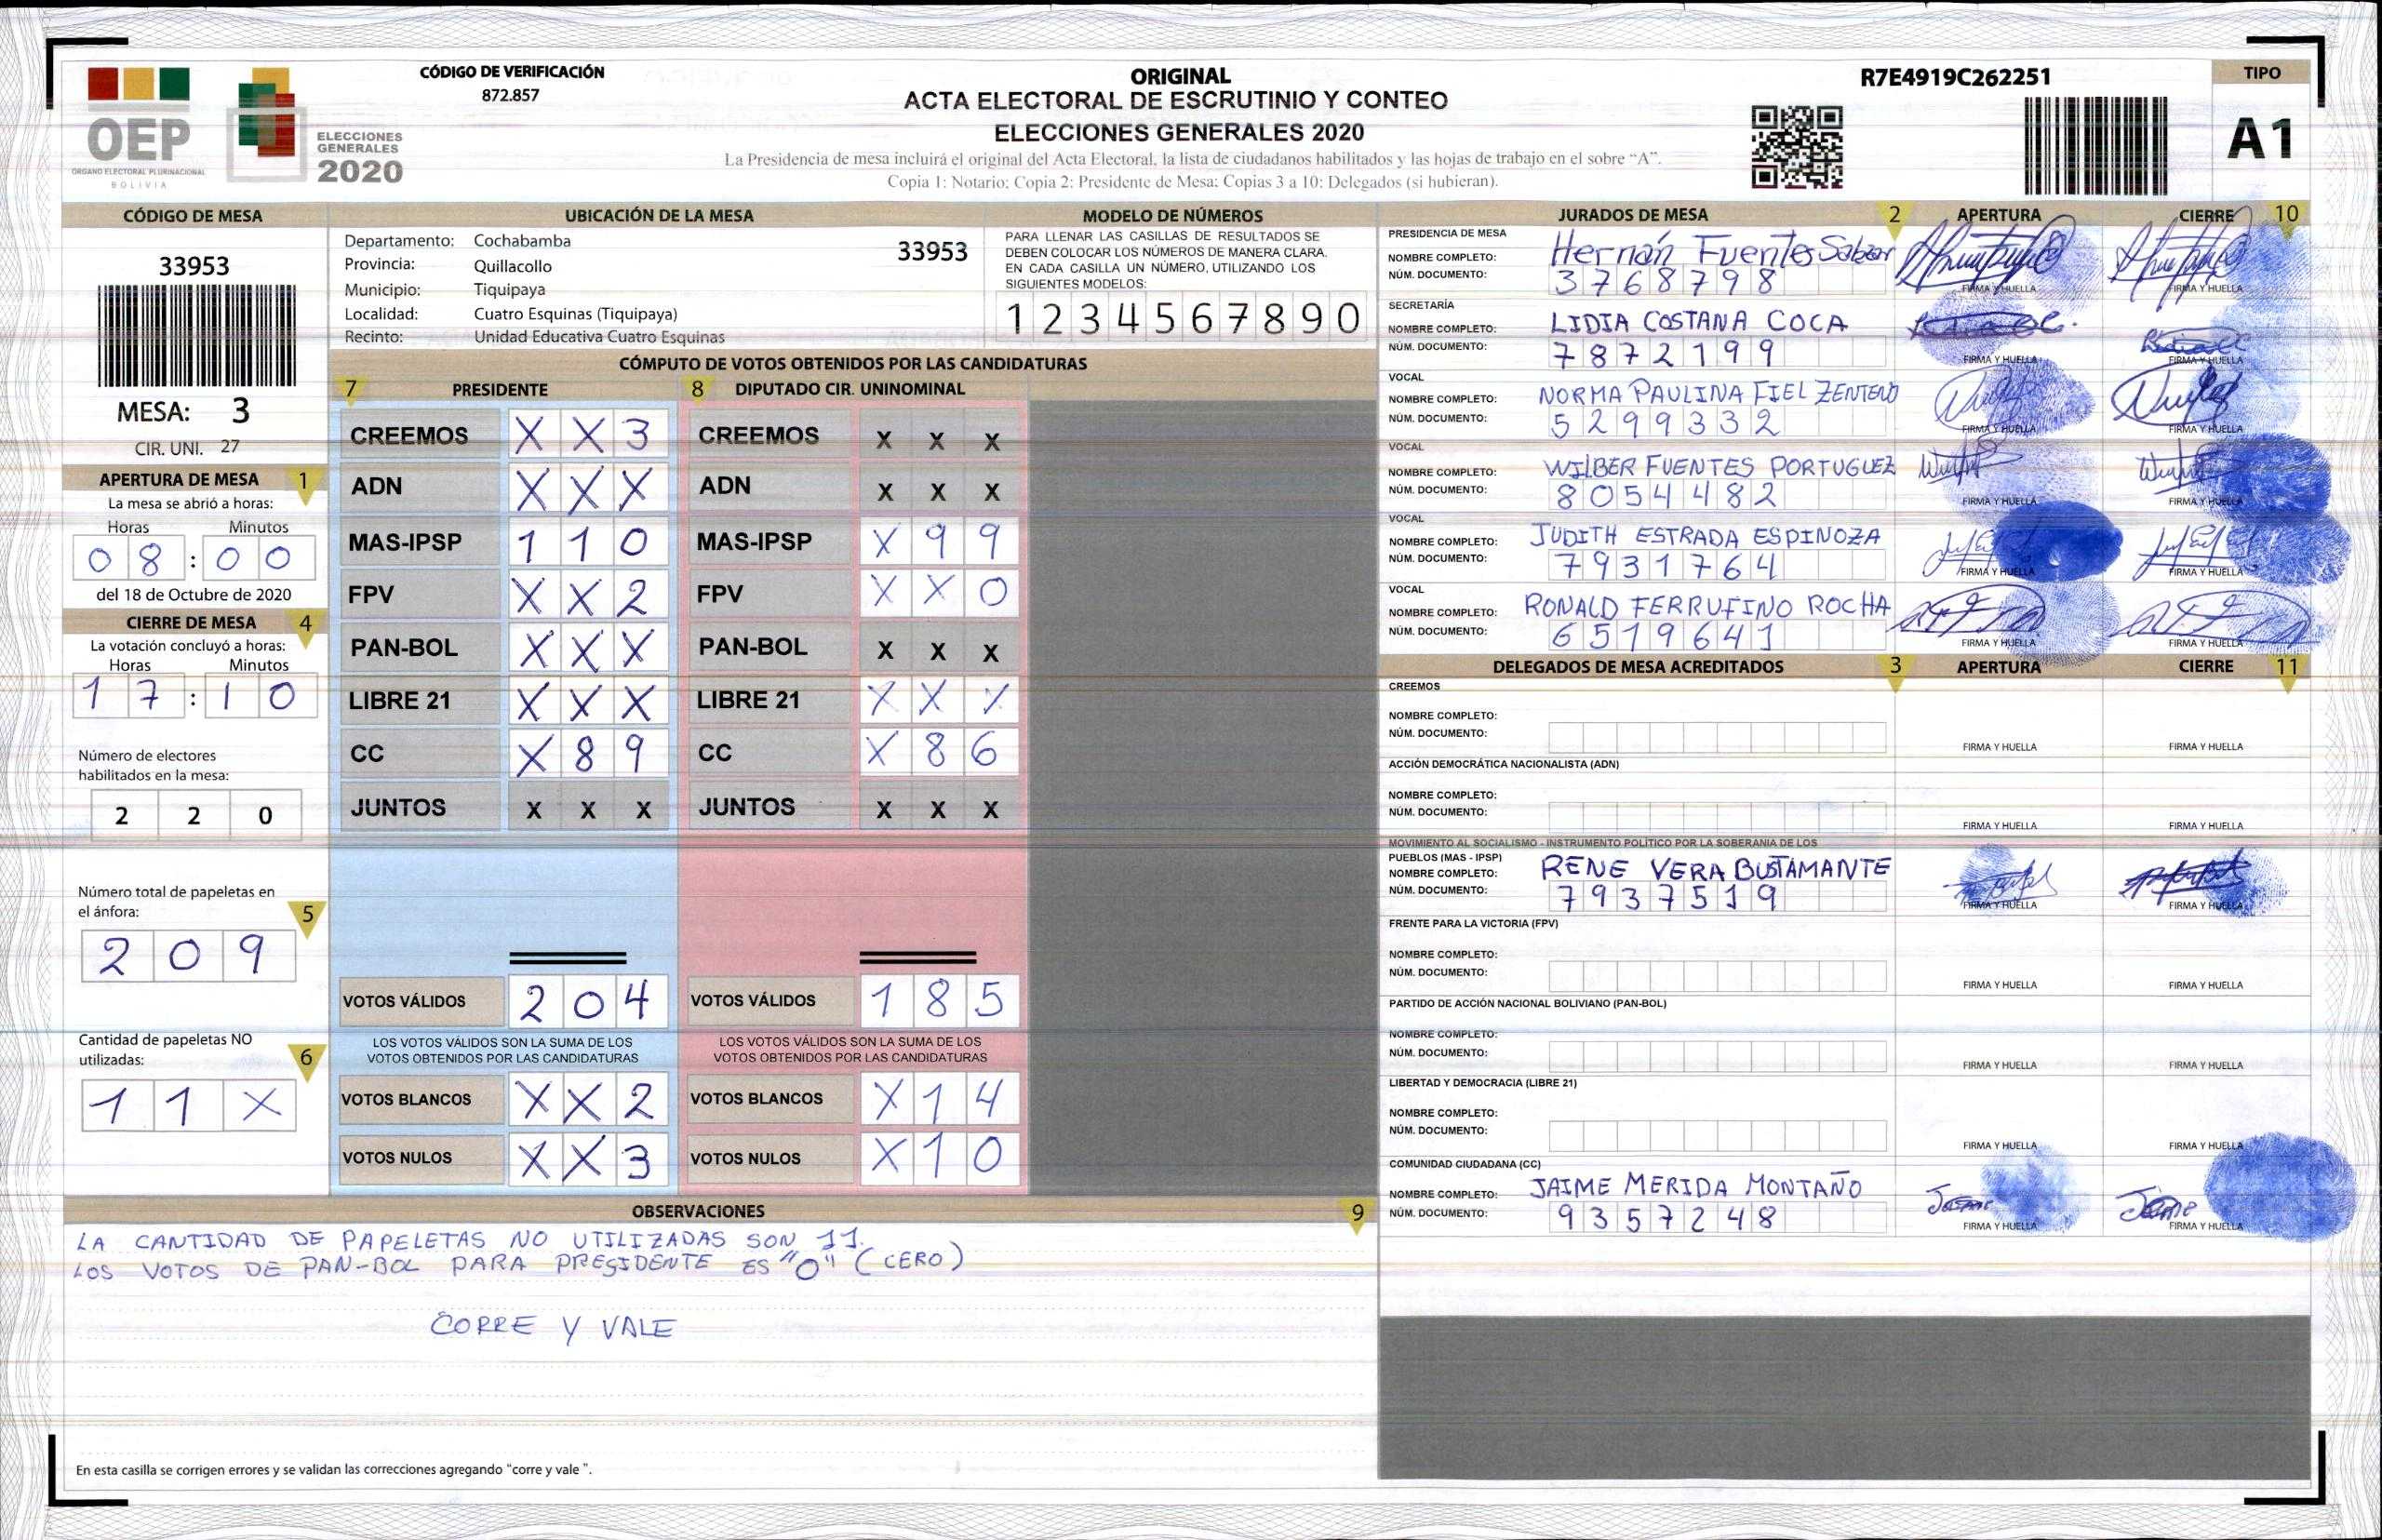 CÓDIGO DE VERIFICACIÓN
872.857
ORIGINAL
ACTA ELECTORAL DE ESCRUTINIO Y CONTEO
ELECCIONES GENERALES 2020
La Presidencia de mesa incluirá el original del Acta Electoral, la lista de ciudadanos habilitados y las hojas de trabajo en el sobre “A”.
Copia 1: Notario; Copia 2: Presidente de Mesa; Copias 3 a 10: Delegados (si hubieran).
R7E4919C262251
TIPO
A1
OEP
ÓRGANO ELECTORAL PLURINACIONAL
BOLIVIA
ELECCIONES
GENERALES
2020
CÓDIGO DE MESA
33953
MESA: 3
CIR. UNI. 27
APERTURA DE MESA 1
La mesa se abrió a horas:
Horas Minutos
0 8 : 0 0
del 18 de Octubre de 2020
CIERRE DE MESA 4
La votación concluyó a horas:
Horas Minutos
1 7 : 1 0
Número de electores
habilitados en la mesa:
2 2 0
Número total de papeletas en
el ánfora: 5
2 0 9
Cantidad de papeletas NO
utilizadas: 6
1 1 X
UBICACIÓN DE LA MESA
Departamento: Cochabamba 33953
Provincia: Quillacollo
Municipio: Tiquipaya
Localidad: Cuatro Esquinas (Tiquipaya)
Recinto: Unidad Educativa Cuatro Esquinas
MODELO DE NÚMEROS
PARA LLENAR LAS CASILLAS DE RESULTADOS SE
DEBEN COLOCAR LOS NÚMEROS DE MANERA CLARA.
EN CADA CASILLA UN NÚMERO, UTILIZANDO LOS
SIGUIENTES MODELOS:
1 2 3 4 5 6 7 8 9 0
CÓMPUTO DE VOTOS OBTENIDOS POR LAS CANDIDATURAS
7 PRESIDENTE 8 DIPUTADO CIR. UNINOMINAL
CREEMOS X X 3 CREEMOS X X X
ADN X X X ADN X X X
MAS-IPSP 1 1 0 MAS-IPSP X 9 9
FPV X X 2 FPV X X 0
PAN-BOL X X X PAN-BOL X X X
LIBRE 21 X X X LIBRE 21 X X X
CC X 8 9 CC X 8 6
JUNTOS X X X JUNTOS X X X
VOTOS VÁLIDOS 2 0 4 VOTOS VÁLIDOS 1 8 5
LOS VOTOS VÁLIDOS SON LA SUMA DE LOS LOS VOTOS VÁLIDOS SON LA SUMA DE LOS
VOTOS OBTENIDOS POR LAS CANDIDATURAS VOTOS OBTENIDOS POR LAS CANDIDATURAS
VOTOS BLANCOS X X 2 VOTOS BLANCOS X 1 4
VOTOS NULOS X X 3 VOTOS NULOS X 1 0
OBSERVACIONES 9
LA CANTIDAD DE PAPELETAS NO UTILIZADAS SON 11.
LOS VOTOS DE PAN-BOL PARA PRESIDENTE ES "0" (CERO)
CORRE Y VALE
En esta casilla se corrigen errores y se validan las correcciones agregando “corre y vale ”.
JURADOS DE MESA 2 APERTURA CIERRE 10
PRESIDENCIA DE MESA
NOMBRE COMPLETO: Hernán Fuentes
NÚM. DOCUMENTO: 3768798
FIRMA Y HUELLA FIRMA Y HUELLA
SECRETARÍA
NOMBRE COMPLETO: LIDIA COSTANA COCA
NÚM. DOCUMENTO: 7872199
FIRMA Y HUELLA FIRMA Y HUELLA
VOCAL
NOMBRE COMPLETO: NORMA PAULINA FIEL ZENTENO
NÚM. DOCUMENTO: 5299332
FIRMA Y HUELLA FIRMA Y HUELLA
VOCAL
NOMBRE COMPLETO: WILBER FUENTES PORTUGUEZ
NÚM. DOCUMENTO: 8054482
FIRMA Y HUELLA FIRMA Y HUELLA
VOCAL
NOMBRE COMPLETO: JUDITH ESTRADA ESPINOZA
NÚM. DOCUMENTO: 7931764
FIRMA Y HUELLA FIRMA Y HUELLA
VOCAL
NOMBRE COMPLETO: RONALD FERRUFINO ROCHA
NÚM. DOCUMENTO: 6519641
FIRMA Y HUELLA FIRMA Y HUELLA
DELEGADOS DE MESA ACREDITADOS 3 APERTURA CIERRE 11
CREEMOS
NOMBRE COMPLETO:
NÚM. DOCUMENTO:
FIRMA Y HUELLA FIRMA Y HUELLA
ACCIÓN DEMOCRÁTICA NACIONALISTA (ADN)
NOMBRE COMPLETO:
NÚM. DOCUMENTO:
FIRMA Y HUELLA FIRMA Y HUELLA
MOVIMIENTO AL SOCIALISMO - INSTRUMENTO POLÍTICO POR LA SOBERANIA DE LOS
PUEBLOS (MAS - IPSP)
NOMBRE COMPLETO: RENE VERA BUSTAMANTE
NÚM. DOCUMENTO: 7937519
FIRMA Y HUELLA FIRMA Y HUELLA
FRENTE PARA LA VICTORIA (FPV)
NOMBRE COMPLETO:
NÚM. DOCUMENTO:
FIRMA Y HUELLA FIRMA Y HUELLA
PARTIDO DE ACCIÓN NACIONAL BOLIVIANO (PAN-BOL)
NOMBRE COMPLETO:
NÚM. DOCUMENTO:
FIRMA Y HUELLA FIRMA Y HUELLA
LIBERTAD Y DEMOCRACIA (LIBRE 21)
NOMBRE COMPLETO:
NÚM. DOCUMENTO:
FIRMA Y HUELLA FIRMA Y HUELLA
COMUNIDAD CIUDADANA (CC)
NOMBRE COMPLETO: JAIME MERIDA MONTAÑO
NÚM. DOCUMENTO: 9357248
FIRMA Y HUELLA FIRMA Y HUELLA